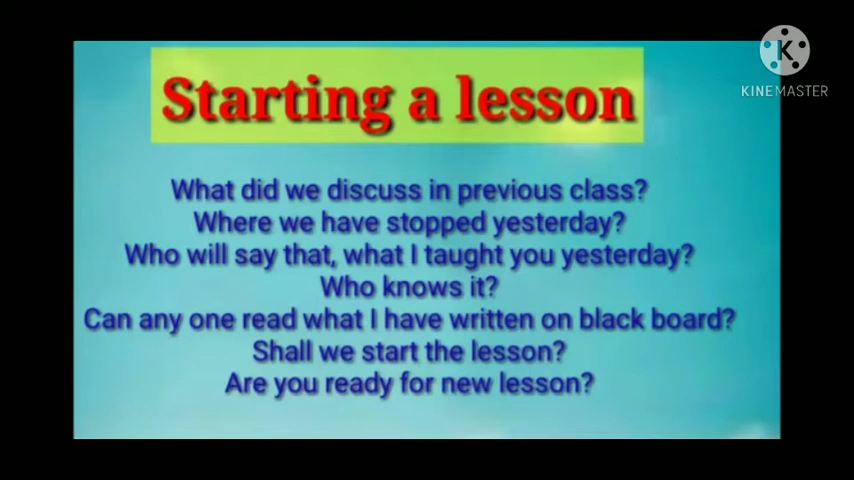 KINEMASTER
Starting a lesson
What did we discuss in previous class?
Where we have stopped yesterday?
Who will say that, what I taught you yesterday?
Who knows it?
Can any one read what I have written on black board?
Shall we start the lesson?
Are you ready for new lesson?